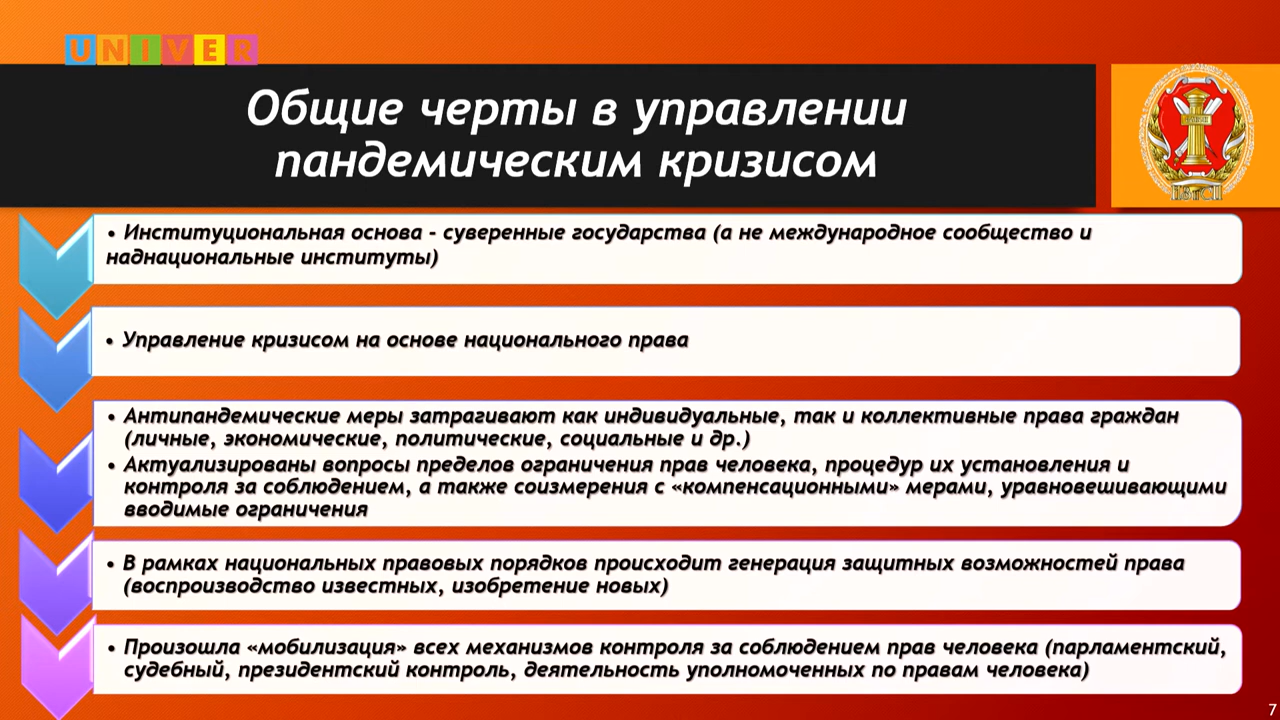 UNIVER
Общие черты в управлении
пандемическим кризисом
• Институциональная основа - суверенные государства (а не международное сообщество и
наднациональные институты)
• Управление кризисом на основе национального права
• Антипандемические меры затрагивают как индивидуальные, так и коллективные права граждан
(личные, экономические, политические, социальные и др.)
• Актуализированы вопросы пределов ограничения прав человека, процедур их установления и
контроля за соблюдением, а также соизмерения с «компенсационными» мерами, уравновешивающими
вводимые ограничения
• В рамках национальных правовых порядков происходит генерация защитных возможностей права
(воспроизводство известных, изобретение новых)
• Произошла «мобилизация» всех механизмов контроля за соблюдением прав человека (парламентский,
судебный, президентский контроль, деятельность уполномоченных по правам человека)
7